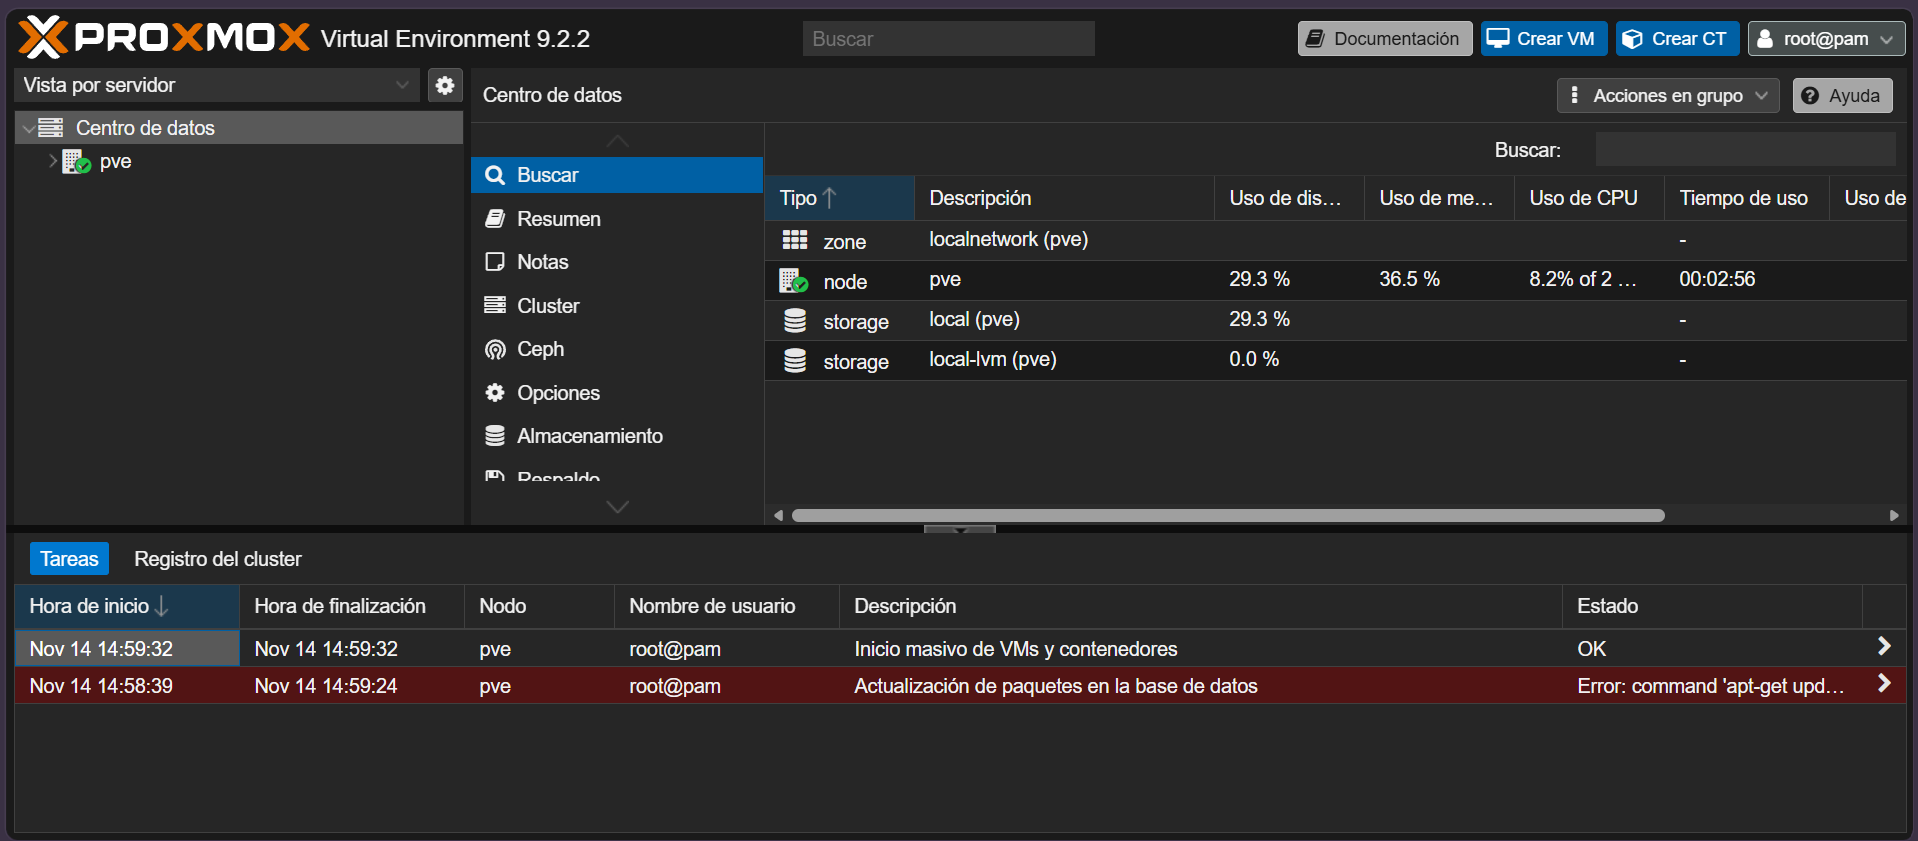 PROXMOX Virtual Environment 9.2.2
Buscar
Documentación
Crear VM
Crear CT
root@pam
Vista por servidor
Centro de datos
pve
Centro de datos
Acciones en grupo
Ayuda
Buscar
Resumen
Notas
Cluster
Ceph
Opciones
Almacenamiento
Respaldo
Buscar:
Tipo Descripción Uso de dis... Uso de me... Uso de CPU Tiempo de uso Uso de
zone localnetwork (pve) -
node pve 29.3 % 36.5 % 8.2% of 2 ... 00:02:56
storage local (pve) 29.3 % -
storage local-lvm (pve) 0.0 % -
Tareas Registro del cluster
Hora de inicio Hora de finalización Nodo Nombre de usuario Descripción Estado
Nov 14 14:59:32 Nov 14 14:59:32 pve root@pam Inicio masivo de VMs y contenedores OK
Nov 14 14:58:39 Nov 14 14:59:24 pve root@pam Actualización de paquetes en la base de datos Error: command 'apt-get upd...